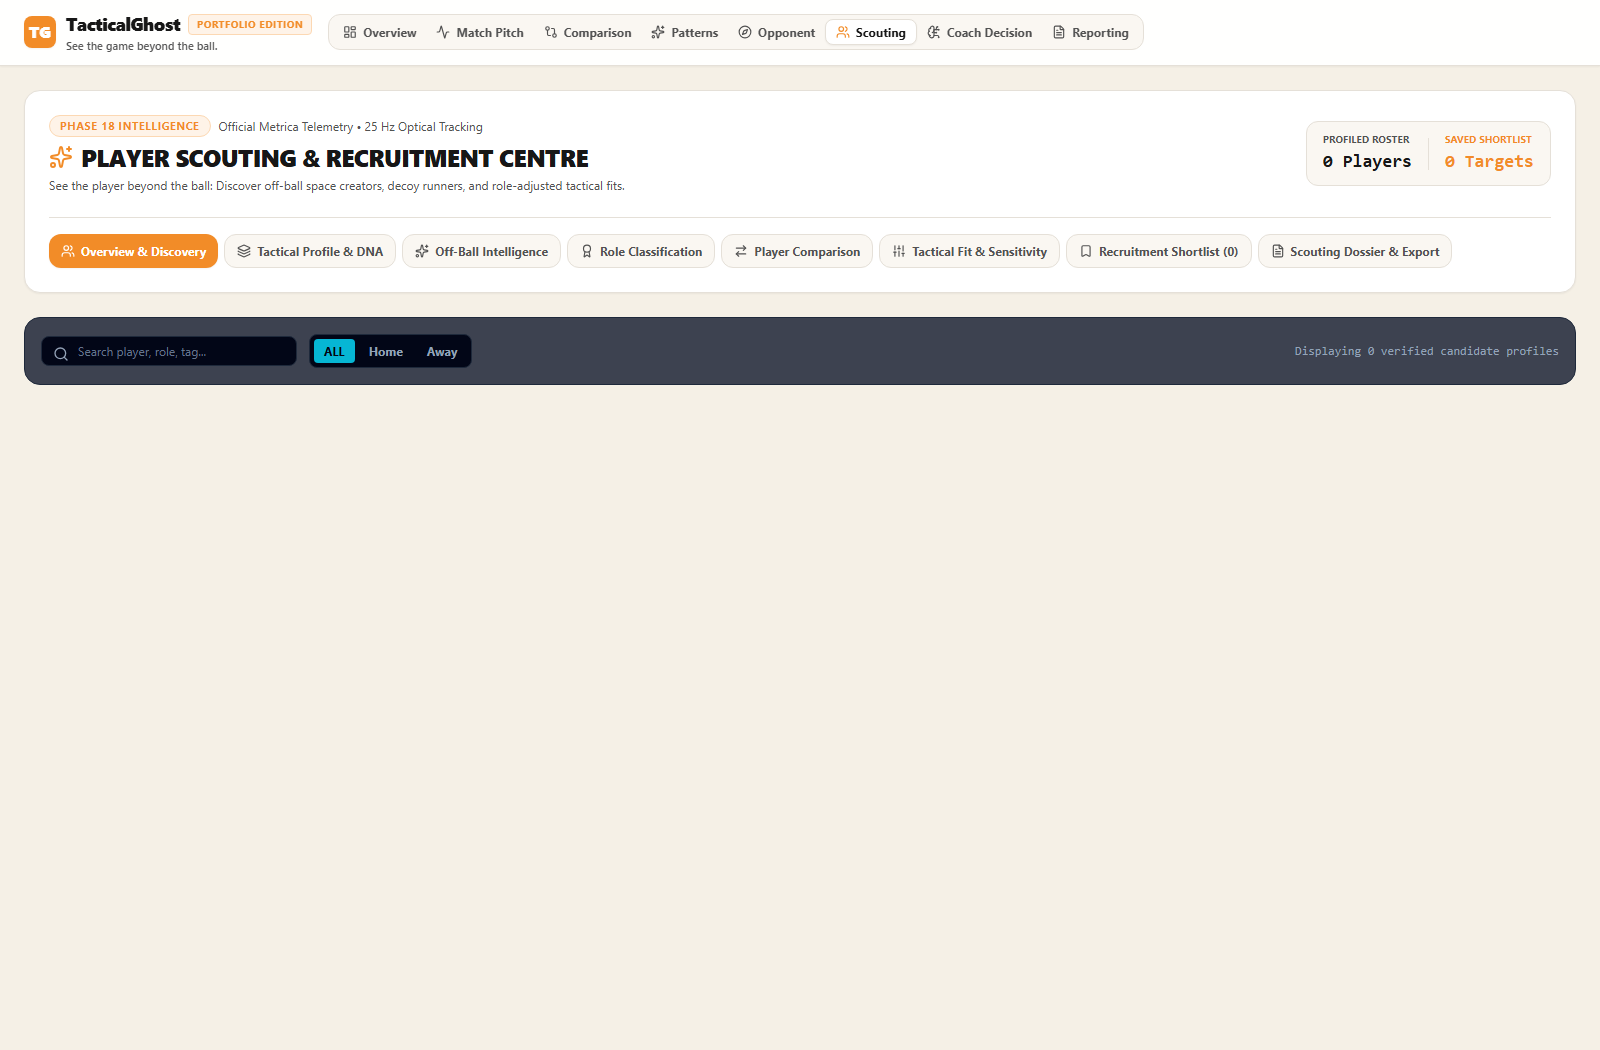 TG TacticalGhost PORTFOLIO EDITION
See the game beyond the ball.
Overview Match Pitch Comparison Patterns Opponent Scouting Coach Decision Reporting
PHASE 18 INTELLIGENCE Official Metrica Telemetry • 25 Hz Optical Tracking
PLAYER SCOUTING & RECRUITMENT CENTRE
See the player beyond the ball: Discover off-ball space creators, decoy runners, and role-adjusted tactical fits.
PROFILED ROSTER SAVED SHORTLIST
0 Players 0 Targets
Overview & Discovery Tactical Profile & DNA Off-Ball Intelligence Role Classification Player Comparison Tactical Fit & Sensitivity Recruitment Shortlist (0) Scouting Dossier & Export
Search player, role, tag... ALL Home Away Displaying 0 verified candidate profiles